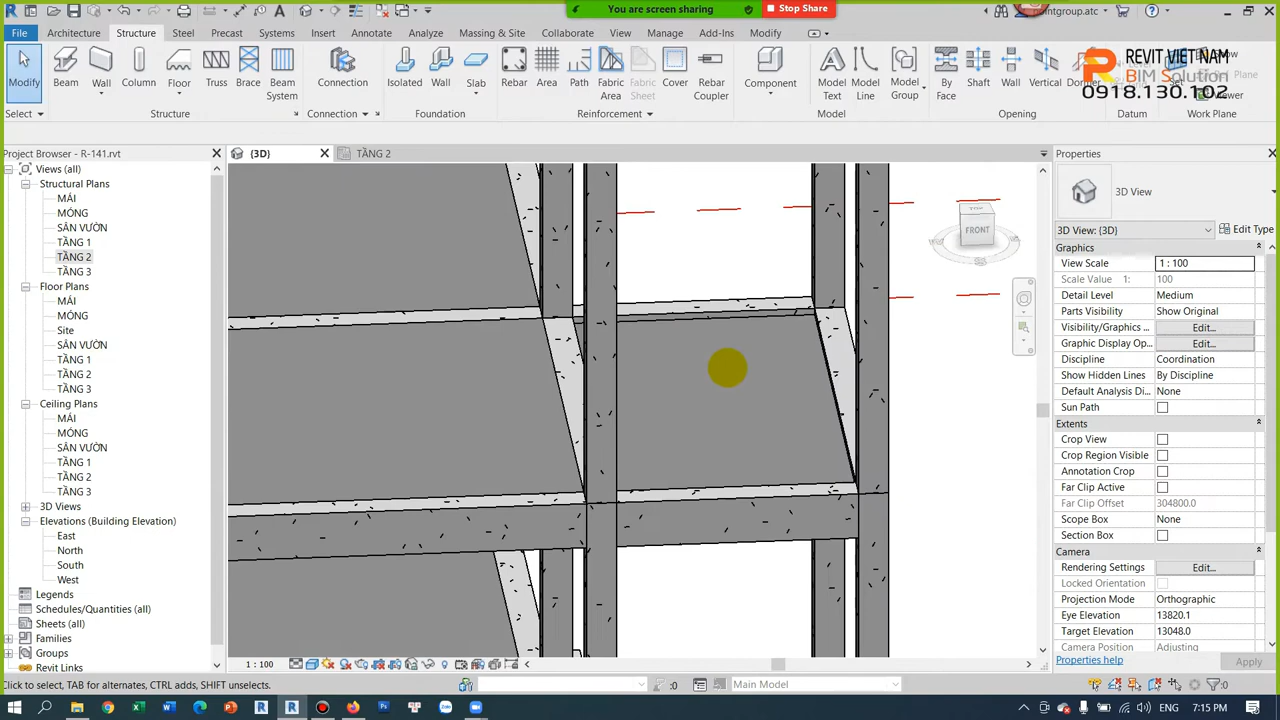 You are screen sharing
Stop Share
File
Architecture
Structure
Steel
Precast
Systems
Insert
Annotate
Analyze
Massing & Site
Collaborate
View
Manage
Add-Ins
Modify
REVIT VIET NAM
BIM Solution
0918.130.102
Modify
Beam
Wall
Column
Floor
Truss
Brace
Beam System
Connection
Isolated
Wall
Slab
Rebar
Area
Path
Fabric Area
Fabric Sheet
Cover
Rebar Coupler
Component
Model Text
Model Line
Model Group
By Face
Shaft
Wall
Vertical
Dormer
Select
Structure
Connection
Foundation
Reinforcement
Model
Opening
Datum
Work Plane
Project Browser - R-141.rvt
{3D}
TẦNG 2
Properties
Views (all)
Structural Plans
MÁI
MÓNG
SÂN VƯỜN
TẦNG 1
TẦNG 2
TẦNG 3
Floor Plans
MÁI
MÓNG
Site
SÂN VƯỜN
TẦNG 1
TẦNG 2
TẦNG 3
Ceiling Plans
MÁI
MÓNG
SÂN VƯỜN
TẦNG 1
TẦNG 2
TẦNG 3
3D Views
Elevations (Building Elevation)
East
North
South
West
Legends
Schedules/Quantities (all)
Sheets (all)
Families
Groups
Revit Links
TOP
FRONT
3D View
3D View: {3D}
Edit Type
Graphics
View Scale 1 : 100
Scale Value 1: 100
Detail Level Medium
Parts Visibility Show Original
Visibility/Graphics ... Edit...
Graphic Display Op... Edit...
Discipline Coordination
Show Hidden Lines By Discipline
Default Analysis Di... None
Sun Path
Extents
Crop View
Crop Region Visible
Annotation Crop
Far Clip Active
Far Clip Offset 304800.0
Scope Box None
Section Box
Camera
Rendering Settings Edit...
Locked Orientation
Projection Mode Orthographic
Eye Elevation 13820.1
Target Elevation 13048.0
Camera Position Adjusting
Properties help
Apply
1 : 100
Click to select, TAB for alternates, CTRL adds, SHIFT unselects.
:0
Main Model
:0
ENG
7:15 PM